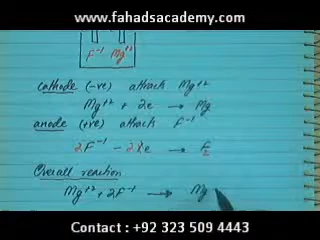 www.fahadsacademy.com
F⁻¹ Mg⁺²
cathode (-ve) attack Mg⁺²
Mg⁺² + 2e → Mg
anode (+ve) attack F⁻¹
2F⁻¹ - 2e → F₂
Overall reaction
Mg⁺² + 2F⁻¹ → Mg
Contact : +92 323 509 4443